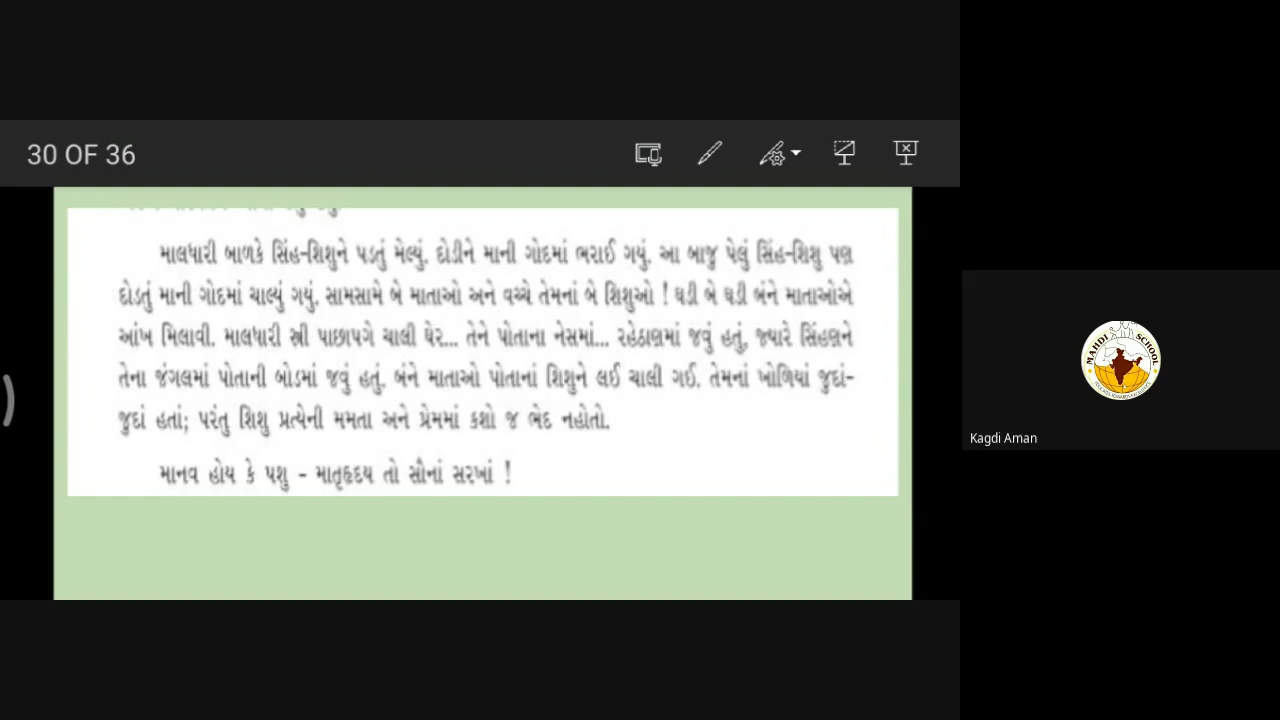 30 OF 36
માલધારી બાળકે સિંહ-શિશુને પડતું મેલ્યું. દોડીને માની ગોદમાં ભરાઈ ગયું. આ બાજુ પેલું સિંહ-શિશુ પણ
દોડતું માની ગોદમાં ચાલ્યું ગયું. સામસામે બે માતાઓ અને વચ્ચે તેમનાં બે શિશુઓ ! ઘડી બે ઘડી બંને માતાઓએ
આંખ મિલાવી. માલધારી સ્ત્રી પાછાપગે ચાલી ઘેર... તેને પોતાના નેસમાં... રહેઠાણમાં જવું હતું, જ્યારે સિંહણને
તેના જંગલમાં પોતાની બોડમાં જવું હતું. બંને માતાઓ પોતાનાં શિશુને લઈ ચાલી ગઈ. તેમનાં ખોળિયાં જુદાં-
જુદાં હતાં; પરંતુ શિશુ પ્રત્યેની મમતા અને પ્રેમમાં કશો જ ભેદ નહોતો.
માનવ હોય કે પશુ - માતૃહૃદય તો સૌનાં સરખાં !
MAHDI SCHOOL
Kagdi Aman